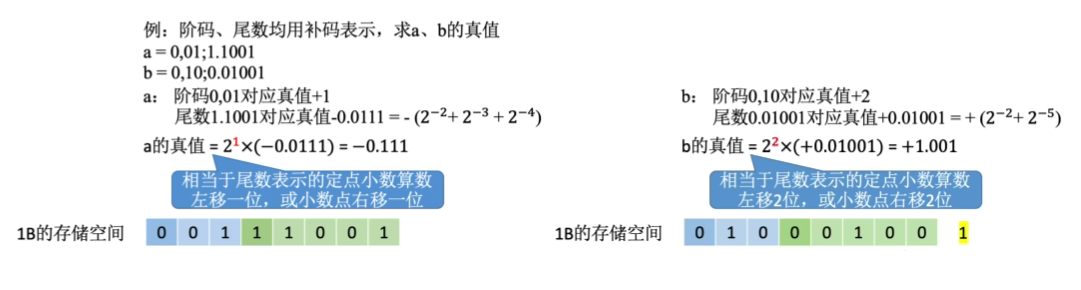 例：阶码、尾数均用补码表示，求a、b的真值
a = 0,01;1.1001
b = 0,10;0.01001
a： 阶码0,01对应真值+1
尾数1.1001对应真值-0.0111 = - (2⁻²+ 2⁻³ + 2⁻⁴)
a的真值 = 2¹×(−0.0111) = −0.111
相当于尾数表示的定点小数算数
左移一位，或小数点右移一位
1B的存储空间 0 0 1 1 1 0 0 1
b： 阶码0,10对应真值+2
尾数0.01001对应真值+0.01001 = + (2⁻²+ 2⁻⁵)
b的真值 = 2²×(+0.01001) = +1.001
相当于尾数表示的定点小数算数
左移2位，或小数点右移2位
1B的存储空间 0 1 0 0 0 1 0 0 1